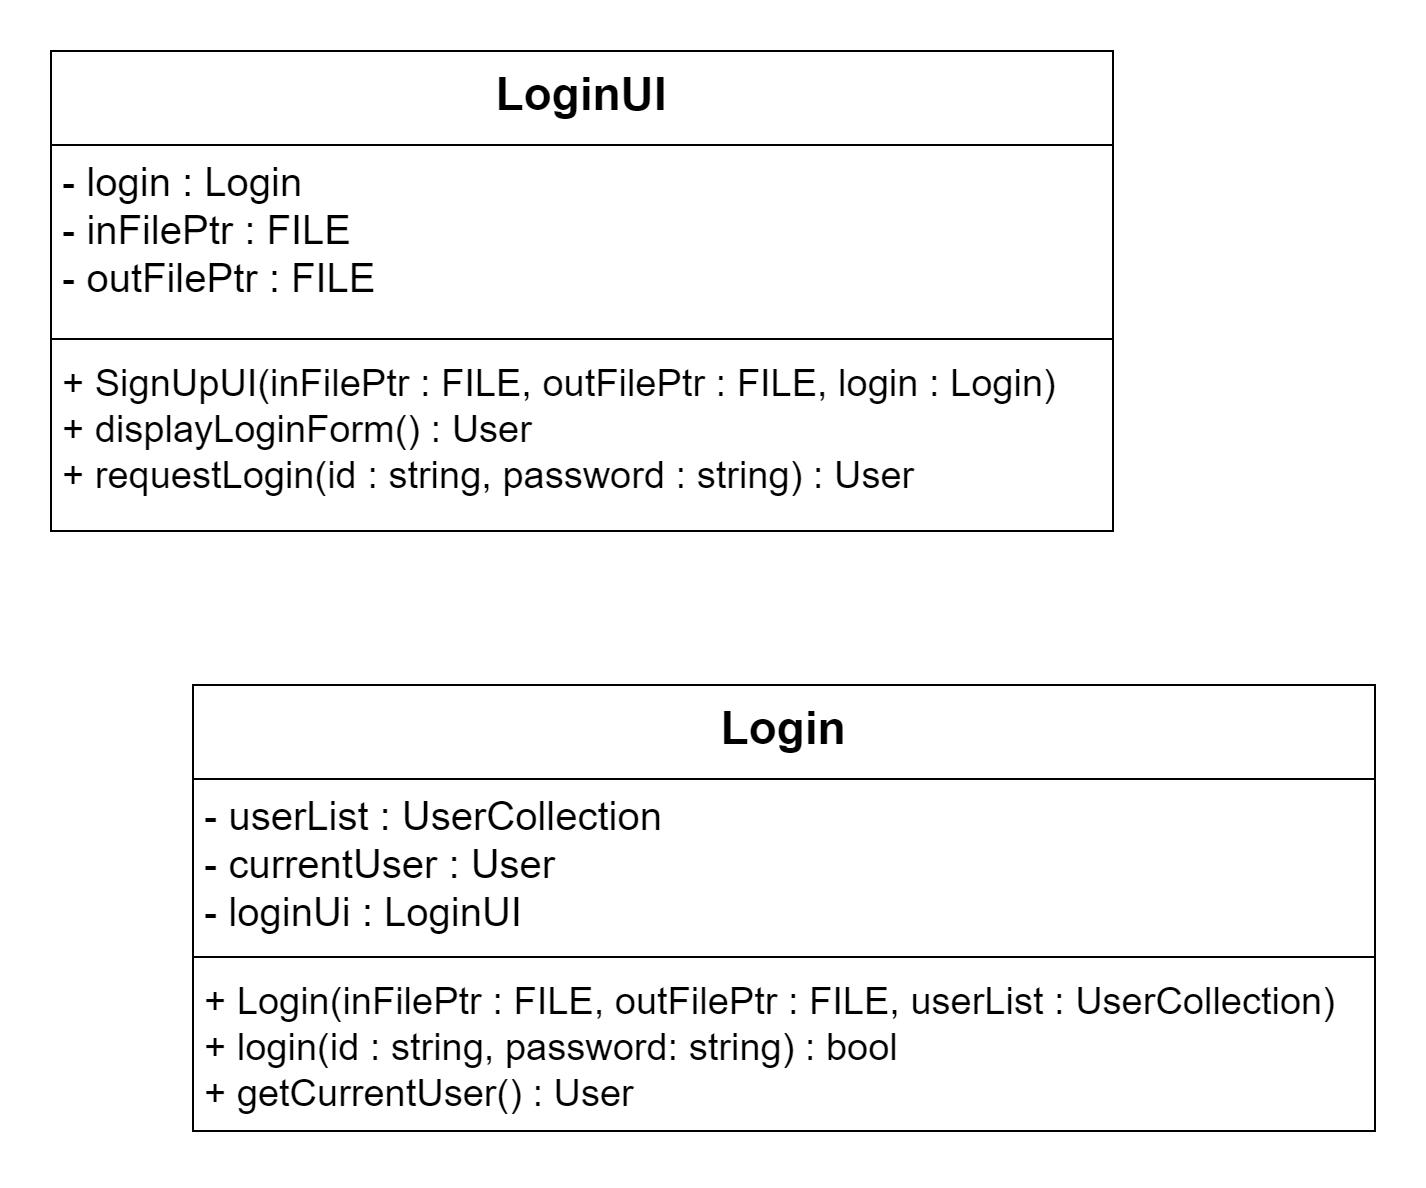 LoginUI
- login : Login
- inFilePtr : FILE
- outFilePtr : FILE
+ SignUpUI(inFilePtr : FILE, outFilePtr : FILE, login : Login)
+ displayLoginForm() : User
+ requestLogin(id : string, password : string) : User
Login
- userList : UserCollection
- currentUser : User
- loginUi : LoginUI
+ Login(inFilePtr : FILE, outFilePtr : FILE, userList : UserCollection)
+ login(id : string, password: string) : bool
+ getCurrentUser() : User